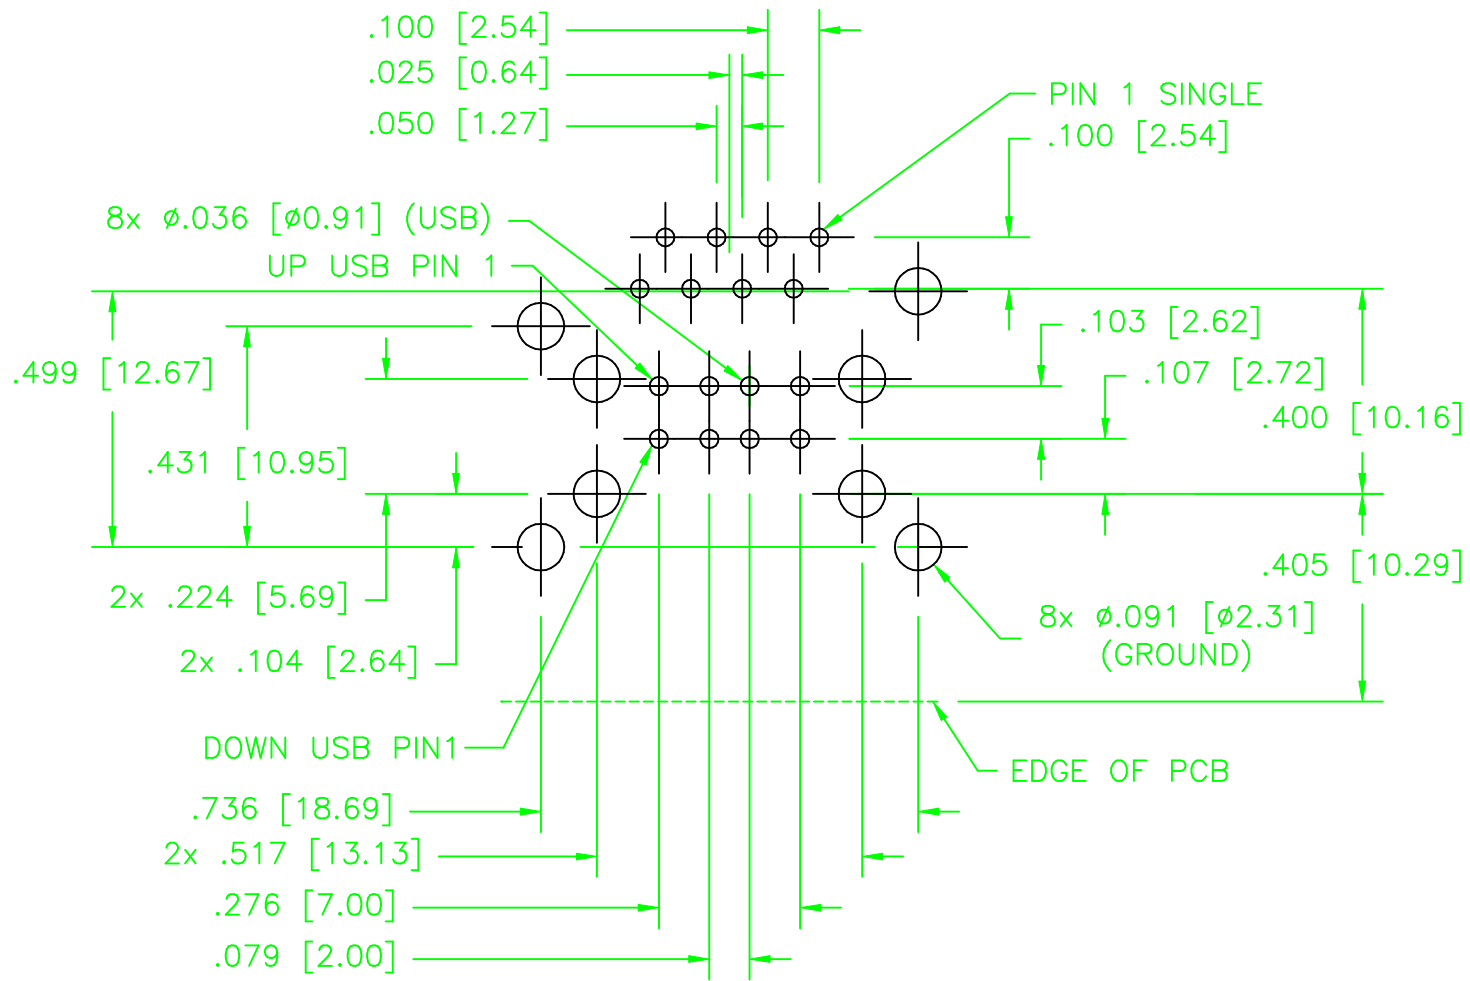 .100 [2.54]
.025 [0.64]
.050 [1.27]
PIN 1 SINGLE
.100 [2.54]
8x ø.036 [ø0.91] (USB)
UP USB PIN 1
.103 [2.62]
.107 [2.72]
.499 [12.67]
.400 [10.16]
.431 [10.95]
.405 [10.29]
2x .224 [5.69]
8x ø.091 [ø2.31]
(GROUND)
2x .104 [2.64]
DOWN USB PIN1
EDGE OF PCB
.736 [18.69]
2x .517 [13.13]
.276 [7.00]
.079 [2.00]